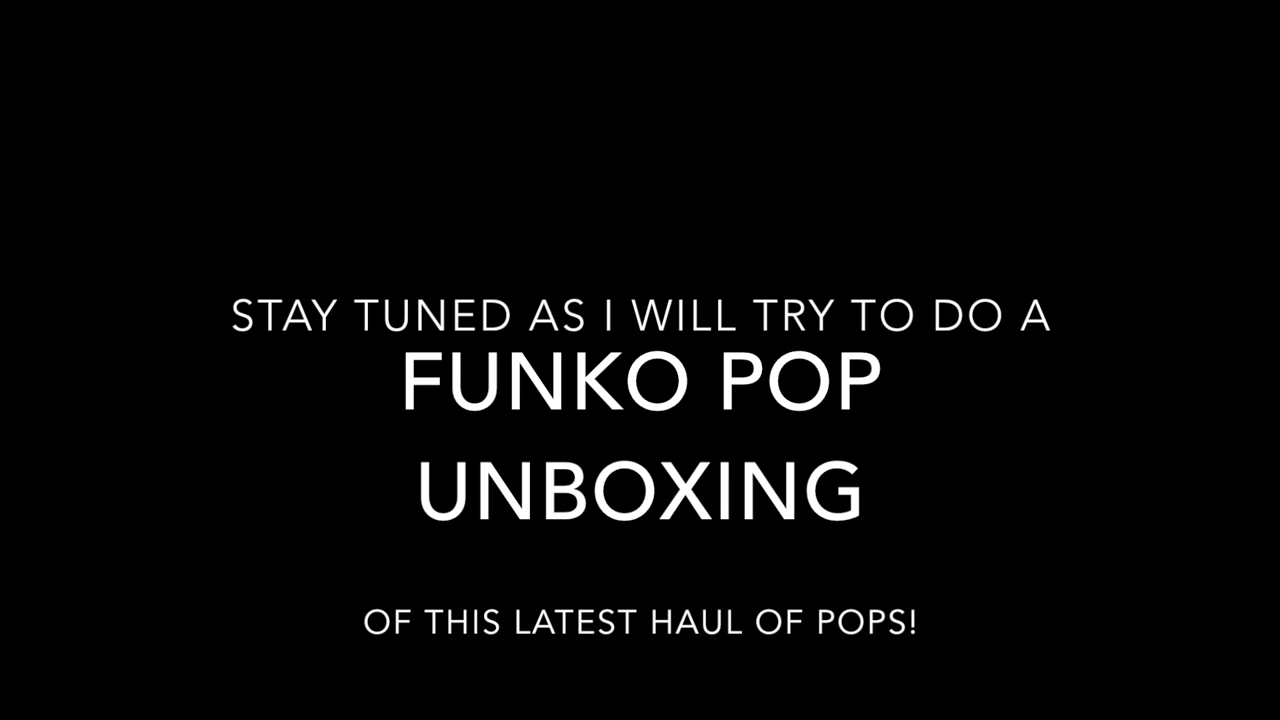 STAY TUNED AS I WILL TRY TO DO A
FUNKO POP
UNBOXING
OF THIS LATEST HAUL OF POPS!